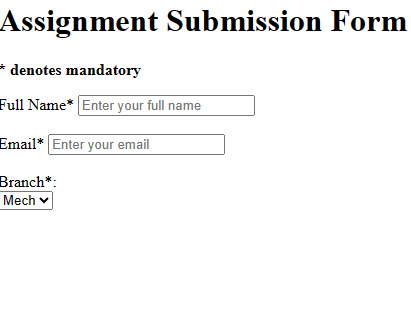 Assignment Submission Form
* denotes mandatory
Full Name* Enter your full name
Email* Enter your email
Branch*:
Mech